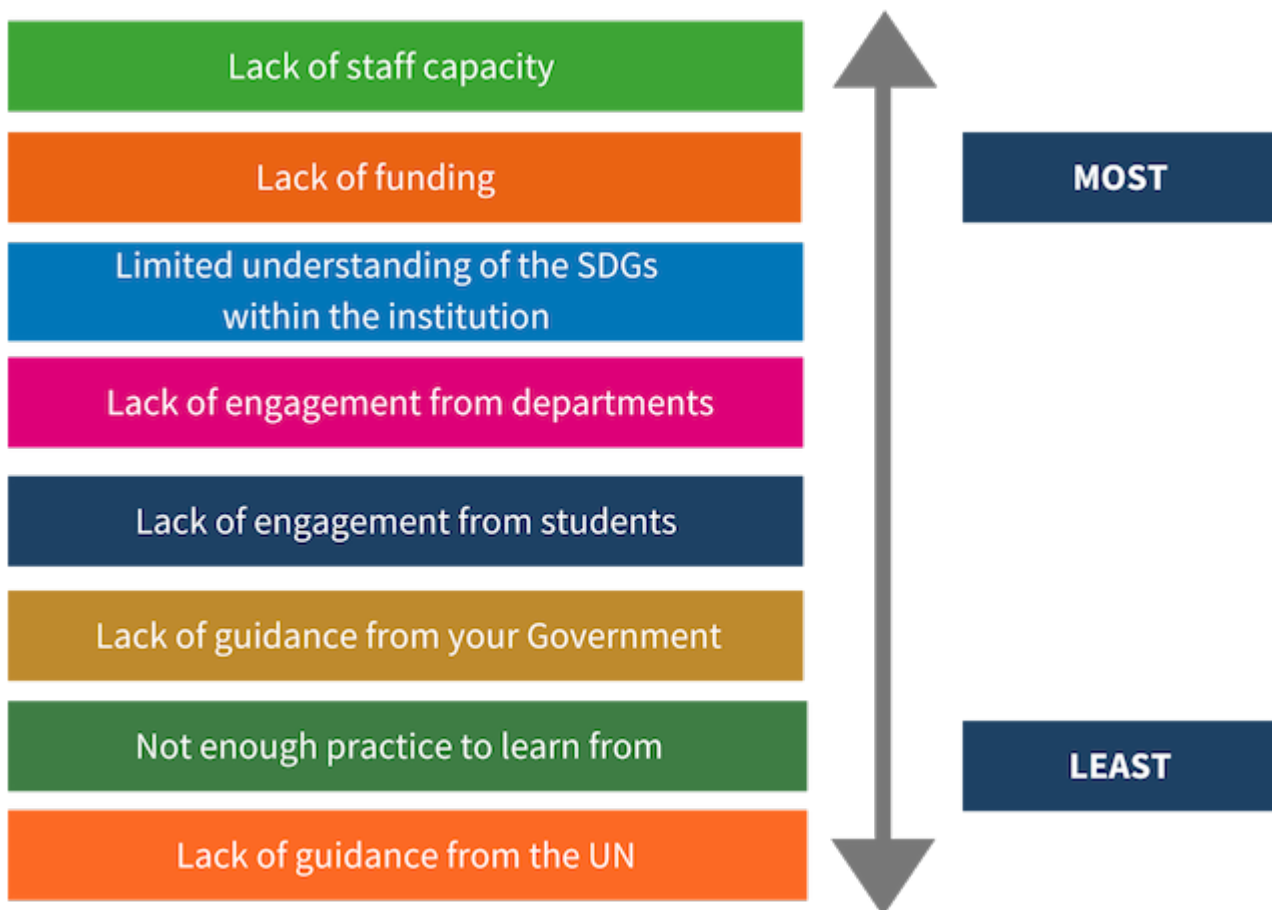 Lack of staff capacity
Lack of funding
MOST
Limited understanding of the SDGs
within the institution
Lack of engagement from departments
Lack of engagement from students
Lack of guidance from your Government
Not enough practice to learn from
LEAST
Lack of guidance from the UN